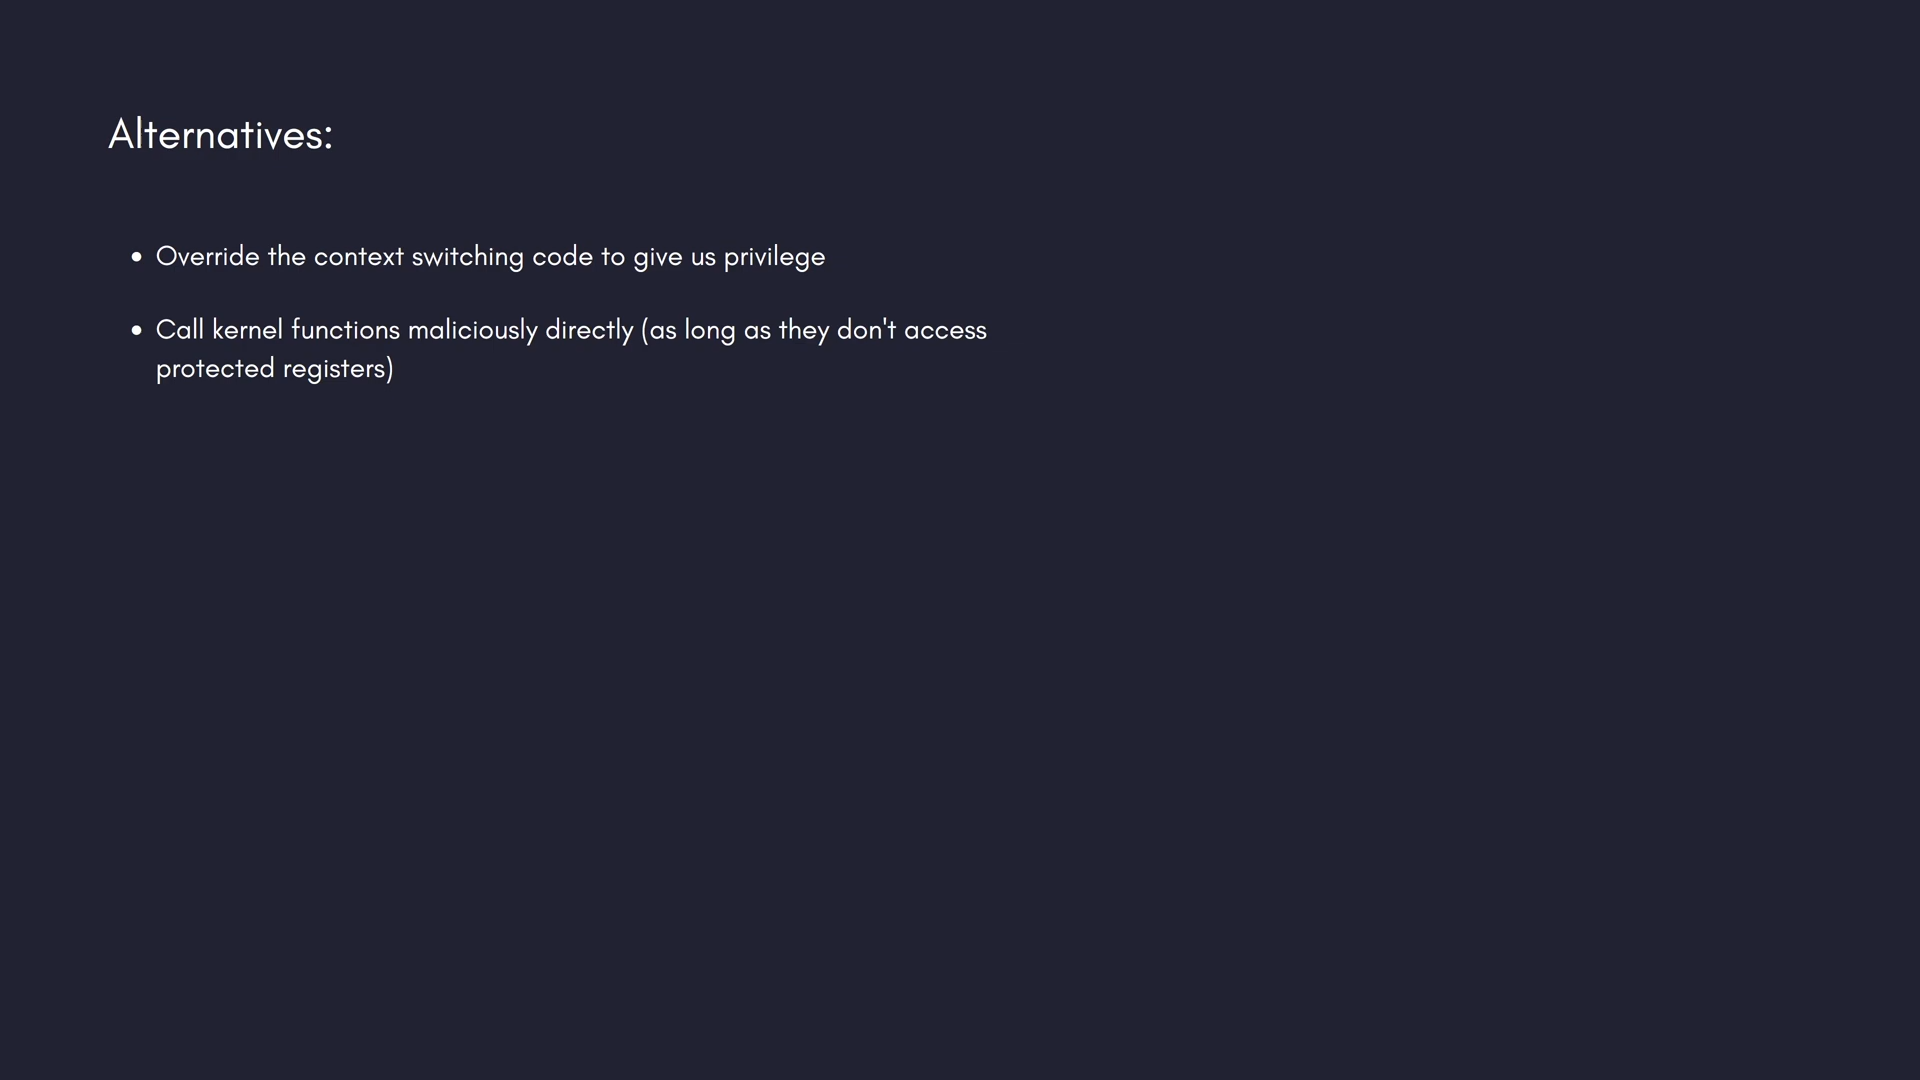 Alternatives:
• Override the context switching code to give us privilege
• Call kernel functions maliciously directly (as long as they don't access
protected registers)